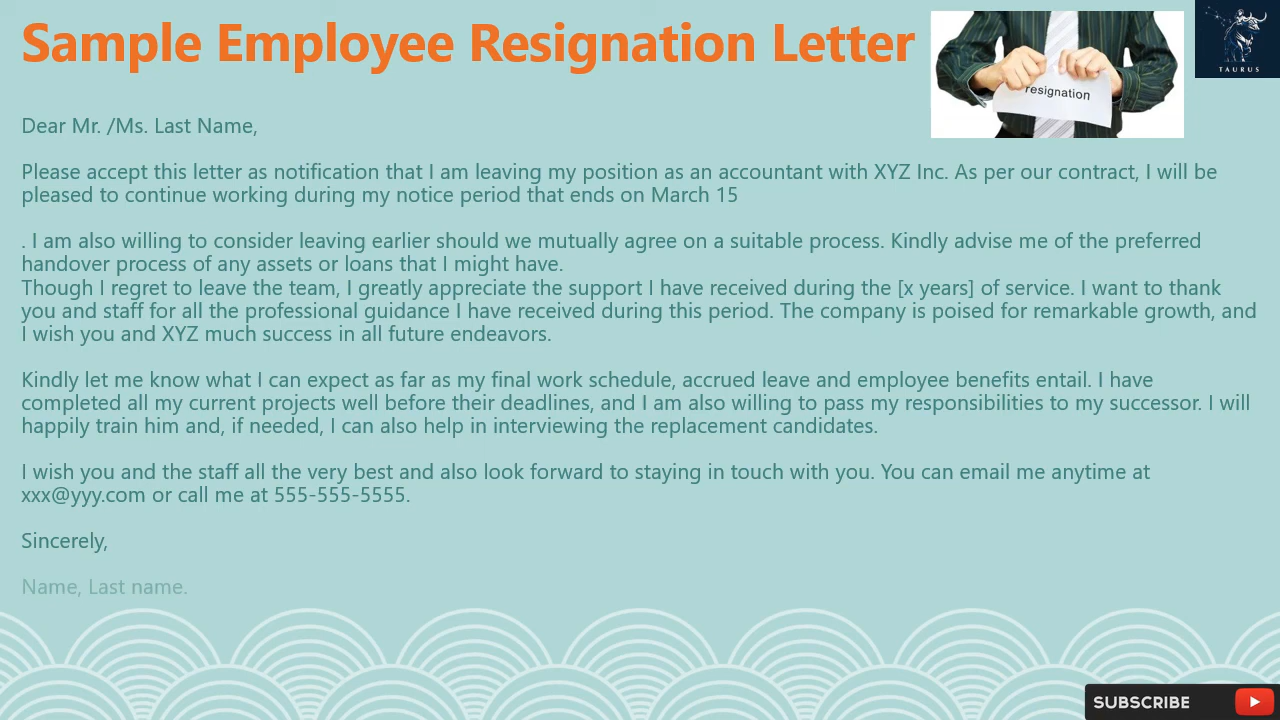 Sample Employee Resignation Letter
resignation
TAURUS
Dear Mr. /Ms. Last Name,
Please accept this letter as notification that I am leaving my position as an accountant with XYZ Inc. As per our contract, I will be
pleased to continue working during my notice period that ends on March 15
. I am also willing to consider leaving earlier should we mutually agree on a suitable process. Kindly advise me of the preferred
handover process of any assets or loans that I might have.
Though I regret to leave the team, I greatly appreciate the support I have received during the [x years] of service. I want to thank
you and staff for all the professional guidance I have received during this period. The company is poised for remarkable growth, and
I wish you and XYZ much success in all future endeavors.
Kindly let me know what I can expect as far as my final work schedule, accrued leave and employee benefits entail. I have
completed all my current projects well before their deadlines, and I am also willing to pass my responsibilities to my successor. I will
happily train him and, if needed, I can also help in interviewing the replacement candidates.
I wish you and the staff all the very best and also look forward to staying in touch with you. You can email me anytime at
xxx@yyy.com or call me at 555-555-5555.
Sincerely,
Name, Last name.
SUBSCRIBE